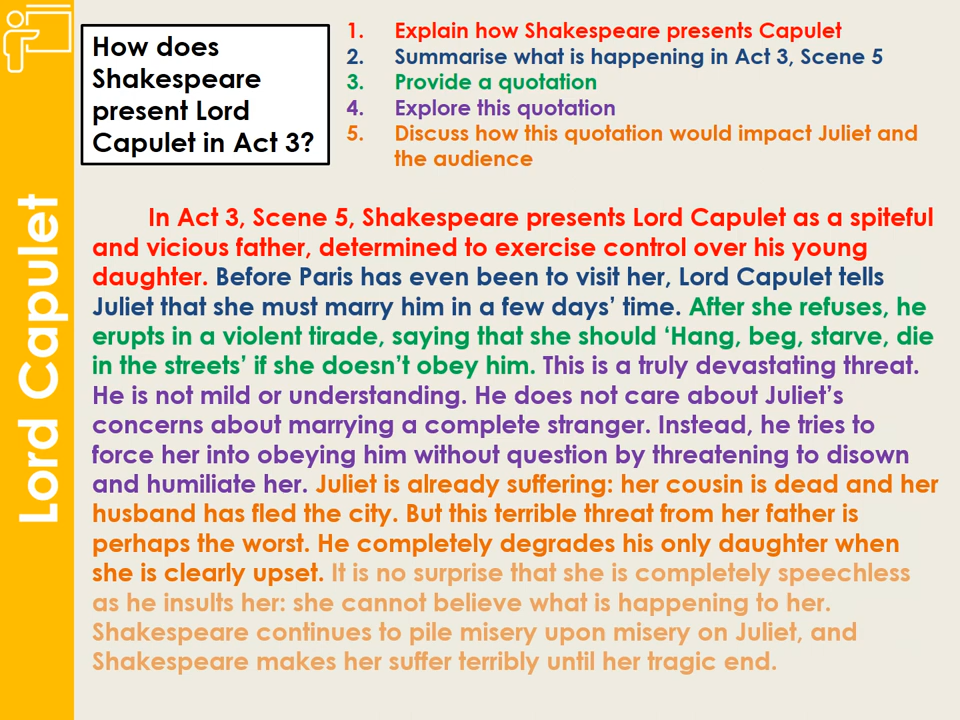 Lord Capulet
How does
Shakespeare
present Lord
Capulet in Act 3?
1. Explain how Shakespeare presents Capulet
2. Summarise what is happening in Act 3, Scene 5
3. Provide a quotation
4. Explore this quotation
5. Discuss how this quotation would impact Juliet and
the audience
In Act 3, Scene 5, Shakespeare presents Lord Capulet as a spiteful
and vicious father, determined to exercise control over his young
daughter. Before Paris has even been to visit her, Lord Capulet tells
Juliet that she must marry him in a few days’ time. After she refuses, he
erupts in a violent tirade, saying that she should ‘Hang, beg, starve, die
in the streets’ if she doesn’t obey him. This is a truly devastating threat.
He is not mild or understanding. He does not care about Juliet’s
concerns about marrying a complete stranger. Instead, he tries to
force her into obeying him without question by threatening to disown
and humiliate her. Juliet is already suffering: her cousin is dead and her
husband has fled the city. But this terrible threat from her father is
perhaps the worst. He completely degrades his only daughter when
she is clearly upset. It is no surprise that she is completely speechless
as he insults her: she cannot believe what is happening to her.
Shakespeare continues to pile misery upon misery on Juliet, and
Shakespeare makes her suffer terribly until her tragic end.